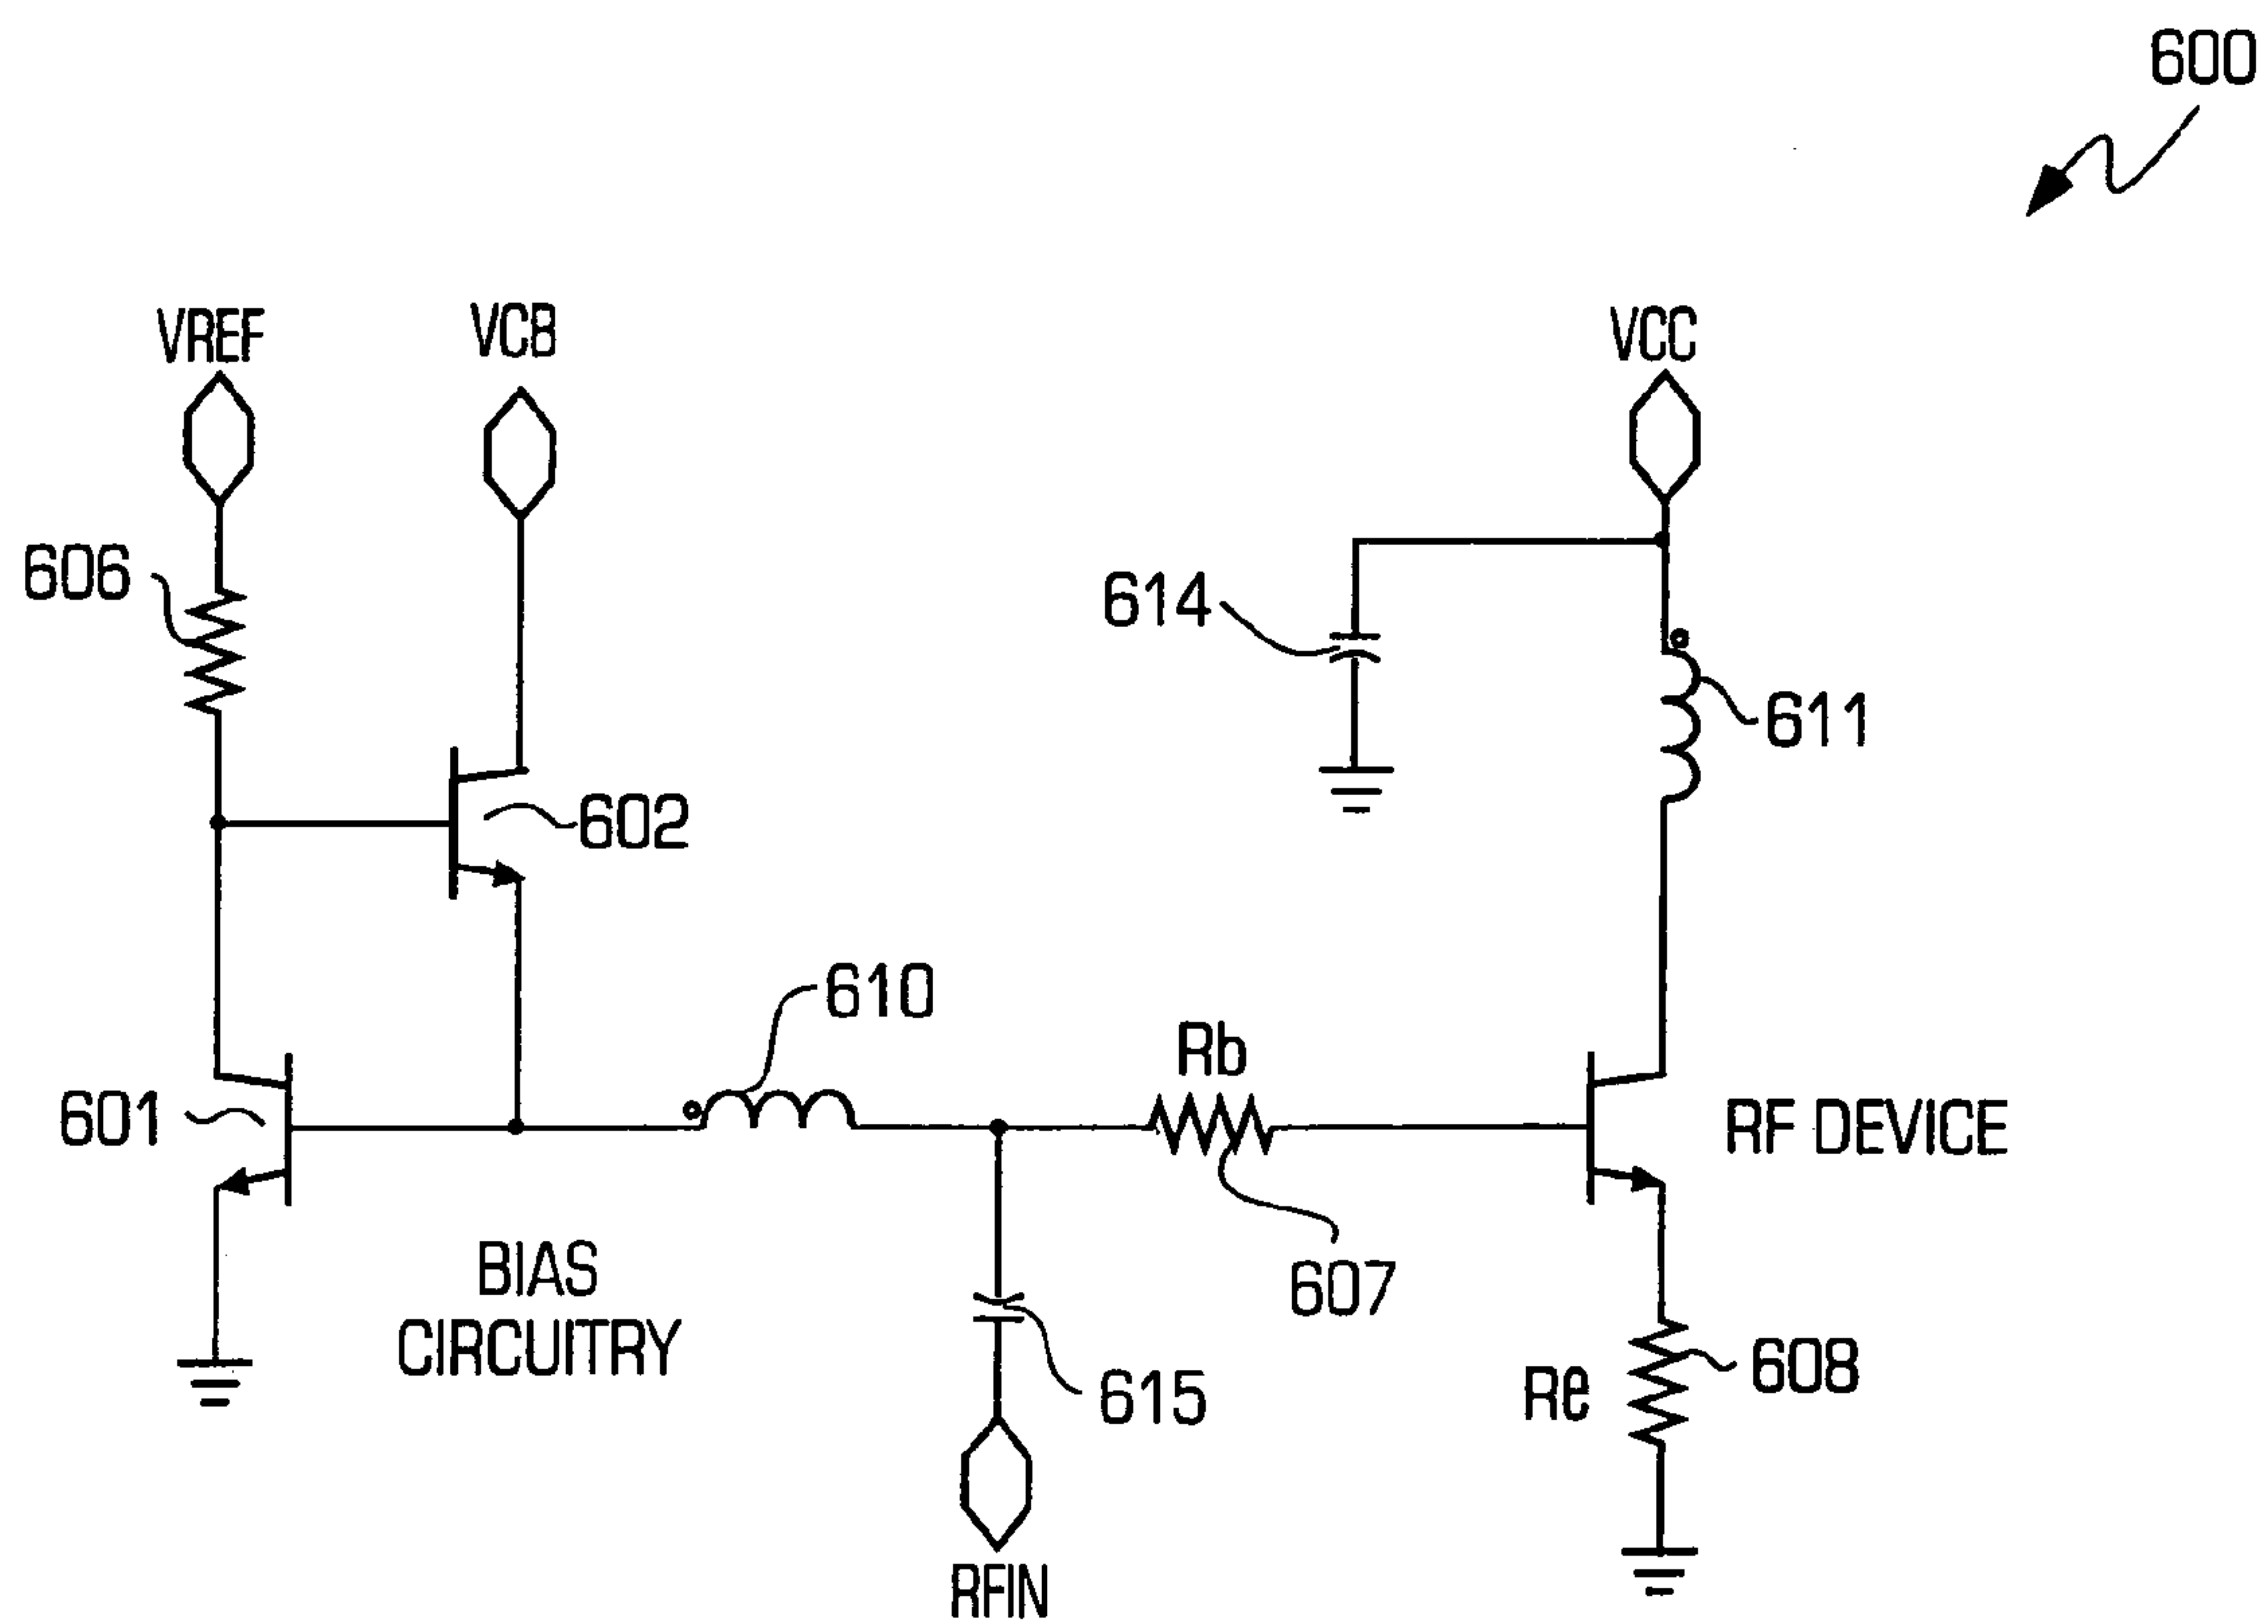 600
VREF
VCB
VCC
606
614
611
602
610
Rb
601
RF DEVICE
BIAS
CIRCUITRY
607
615
Re
608
RFIN